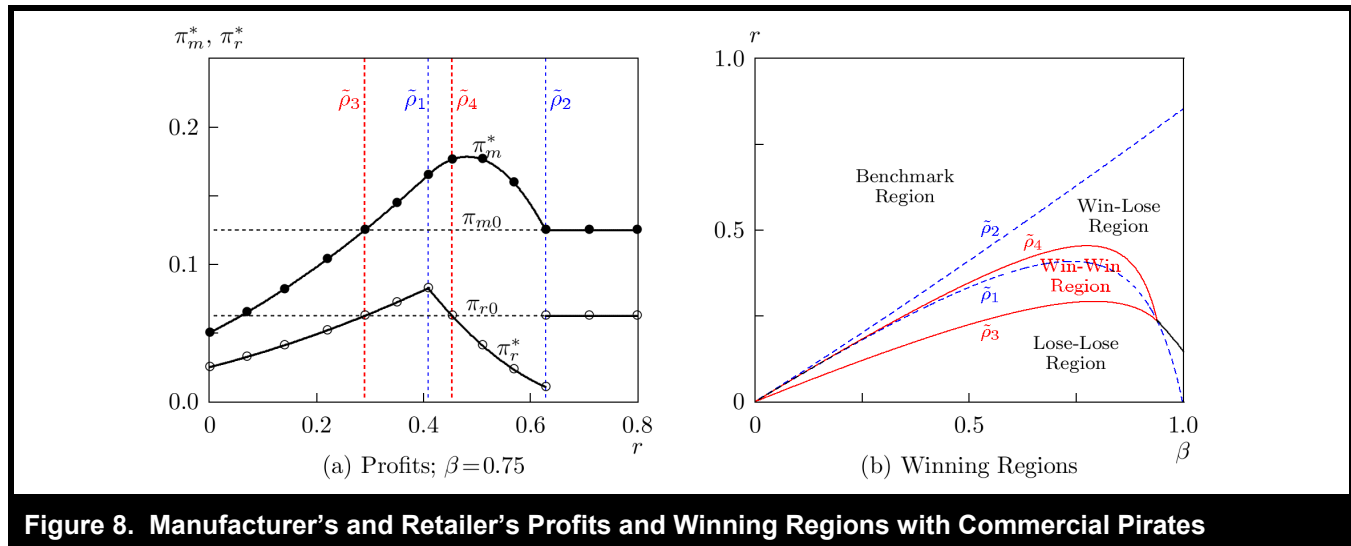 π*ₘ, π*ᵣ
0.2
0.1
0.0
ρ̃₃
ρ̃₁
ρ̃₄
ρ̃₂
π*ₘ
πₘ₀
πᵣ₀
π*ᵣ
0 0.2 0.4 0.6 0.8
r
(a) Profits; β=0.75
r
1.0
0.5
0
Benchmark
Region
Win-Lose
Region
ρ̃₂
ρ̃₄
Win-Win
Region
ρ̃₁
ρ̃₃
Lose-Lose
Region
0 0.5 1.0
β
(b) Winning Regions
Figure 8. Manufacturer's and Retailer's Profits and Winning Regions with Commercial Pirates